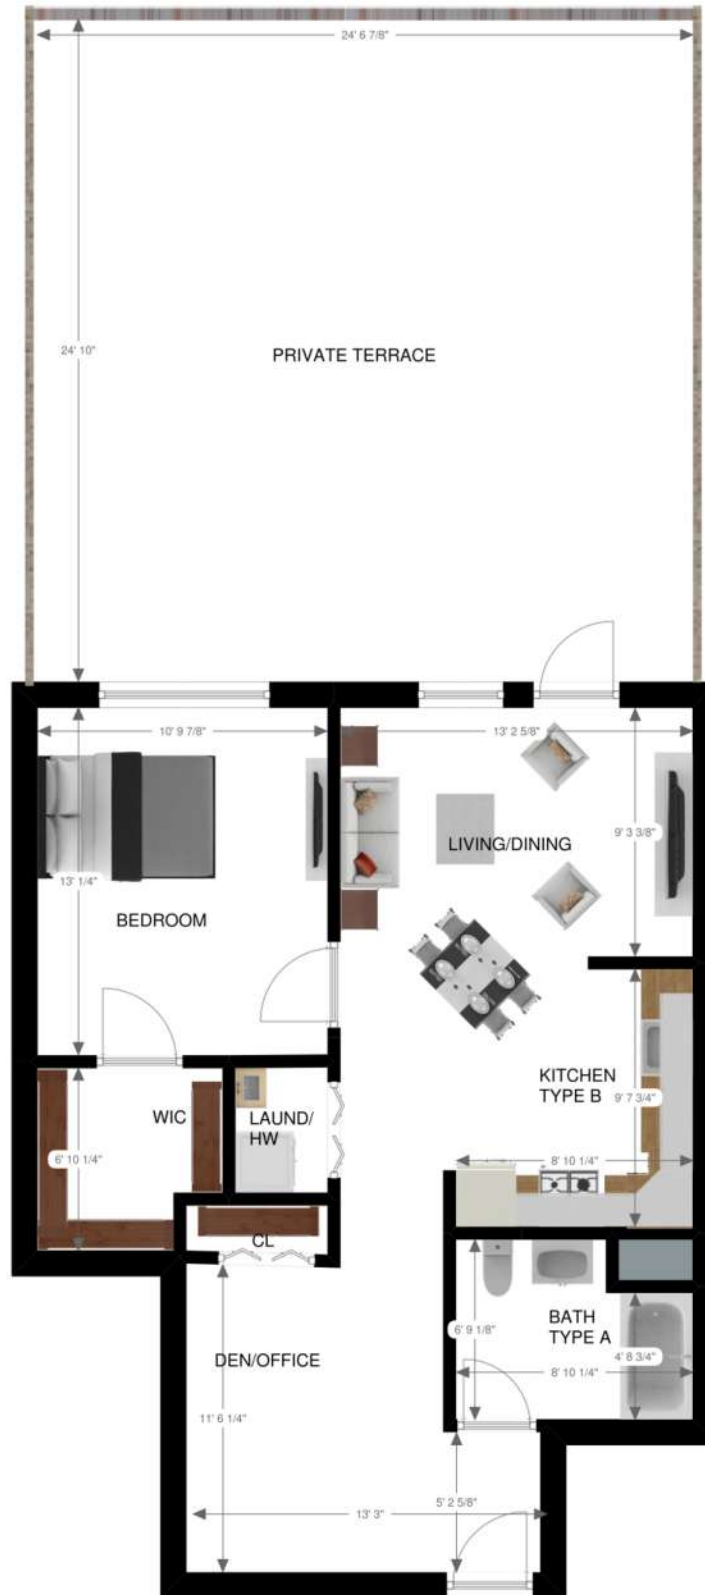 24' 6 7/8"
24' 10"
PRIVATE TERRACE
10' 9 7/8"
13' 2 5/8"
LIVING/DINING
9' 3 3/8"
13' 1/4"
BEDROOM
KITCHEN
TYPE B
9' 7 3/4"
WIC
LAUND/
HW
6' 10 1/4"
8' 10 1/4"
CL
BATH
TYPE A
6' 9 1/8"
4' 8 3/4"
8' 10 1/4"
DEN/OFFICE
11' 6 1/4"
5' 2 5/8"
13' 3"